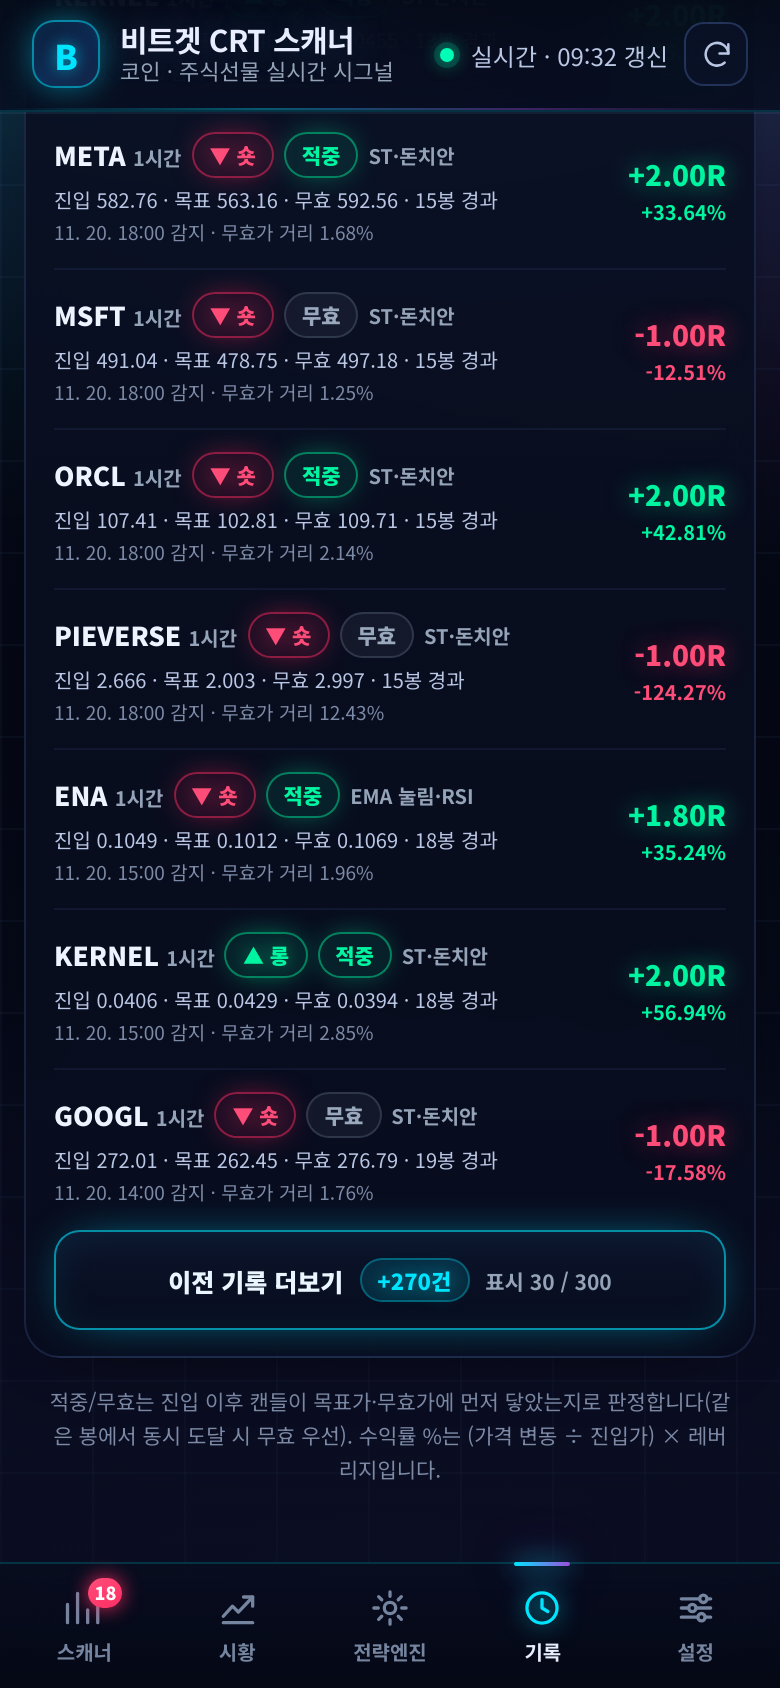 B
비트겟 CRT 스캐너
코인 · 주식선물 실시간 시그널
실시간 · 09:32 갱신
META 1시간 ▼ 숏 적중 ST·돈치안
+2.00R
진입 582.76 · 목표 563.16 · 무효 592.56 · 15봉 경과
+33.64%
11. 20. 18:00 감지 · 무효가 거리 1.68%
MSFT 1시간 ▼ 숏 무효 ST·돈치안
-1.00R
진입 491.04 · 목표 478.75 · 무효 497.18 · 15봉 경과
-12.51%
11. 20. 18:00 감지 · 무효가 거리 1.25%
ORCL 1시간 ▼ 숏 적중 ST·돈치안
+2.00R
진입 107.41 · 목표 102.81 · 무효 109.71 · 15봉 경과
+42.81%
11. 20. 18:00 감지 · 무효가 거리 2.14%
PIEVERSE 1시간 ▼ 숏 무효 ST·돈치안
-1.00R
진입 2.666 · 목표 2.003 · 무효 2.997 · 15봉 경과
-124.27%
11. 20. 18:00 감지 · 무효가 거리 12.43%
ENA 1시간 ▼ 숏 적중 EMA 눌림·RSI
+1.80R
진입 0.1049 · 목표 0.1012 · 무효 0.1069 · 18봉 경과
+35.24%
11. 20. 15:00 감지 · 무효가 거리 1.96%
KERNEL 1시간 ▲ 롱 적중 ST·돈치안
+2.00R
진입 0.0406 · 목표 0.0429 · 무효 0.0394 · 18봉 경과
+56.94%
11. 20. 15:00 감지 · 무효가 거리 2.85%
GOOGL 1시간 ▼ 숏 무효 ST·돈치안
-1.00R
진입 272.01 · 목표 262.45 · 무효 276.79 · 19봉 경과
-17.58%
11. 20. 14:00 감지 · 무효가 거리 1.76%
이전 기록 더보기 +270건 표시 30 / 300
적중/무효는 진입 이후 캔들이 목표가·무효가에 먼저 닿았는지로 판정합니다(같
은 봉에서 동시 도달 시 무효 우선). 수익률 %는 (가격 변동 ÷ 진입가) × 레버
리지입니다.
18
스캐너 시황 전략엔진 기록 설정